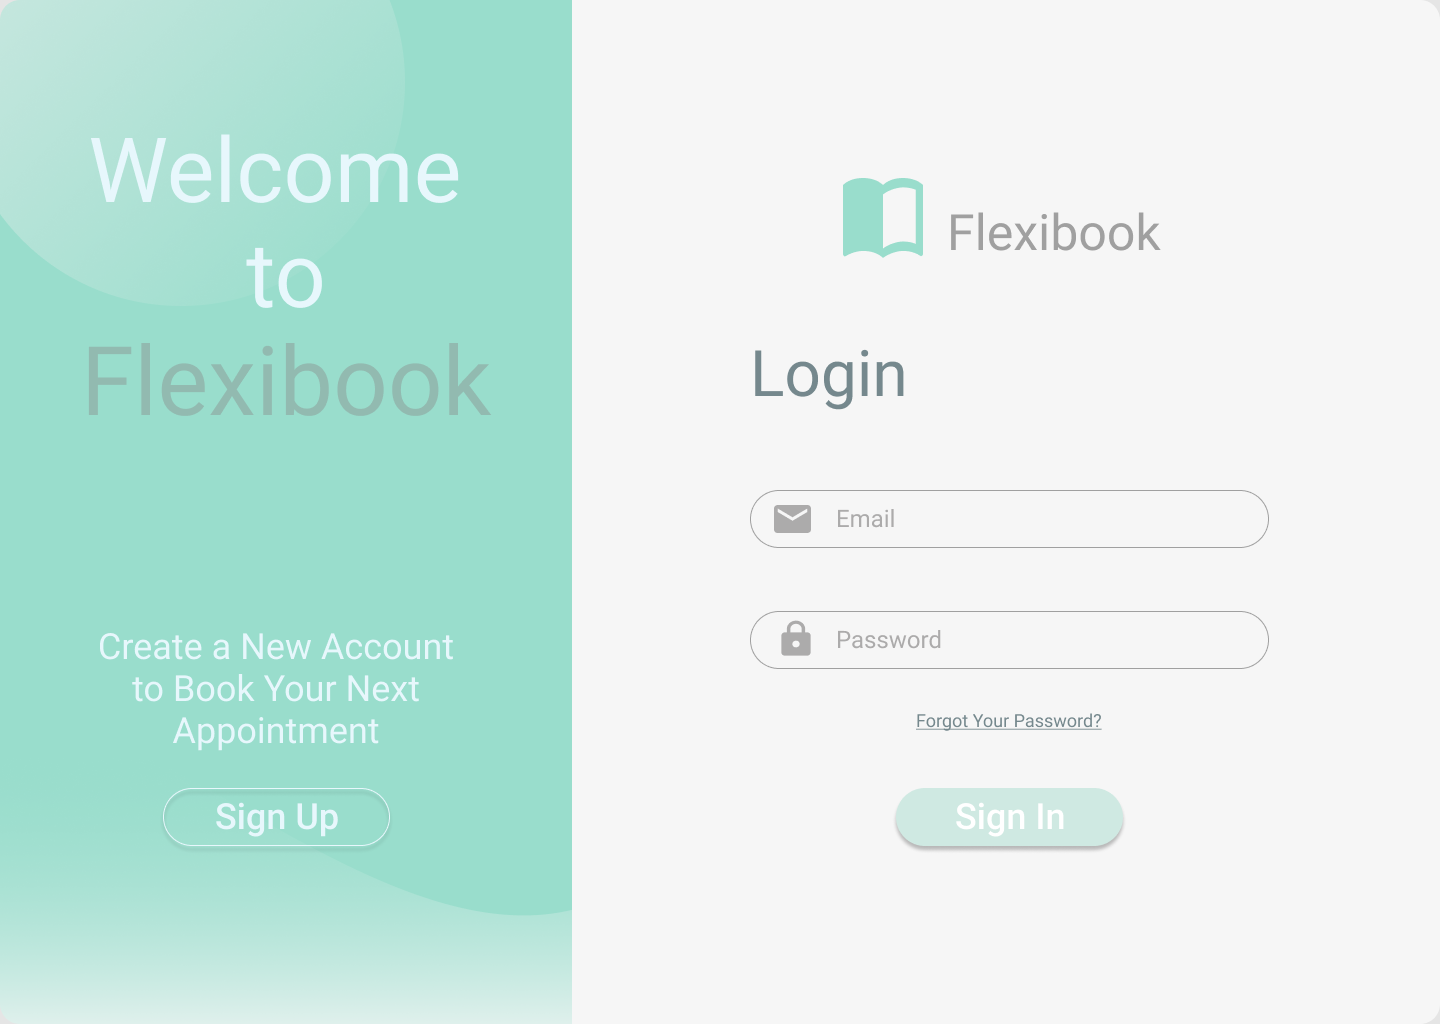 Welcome
to
Flexibook
Create a New Account
to Book Your Next
Appointment
Sign Up
Flexibook
Login
Email
Password
Forgot Your Password?
Sign In